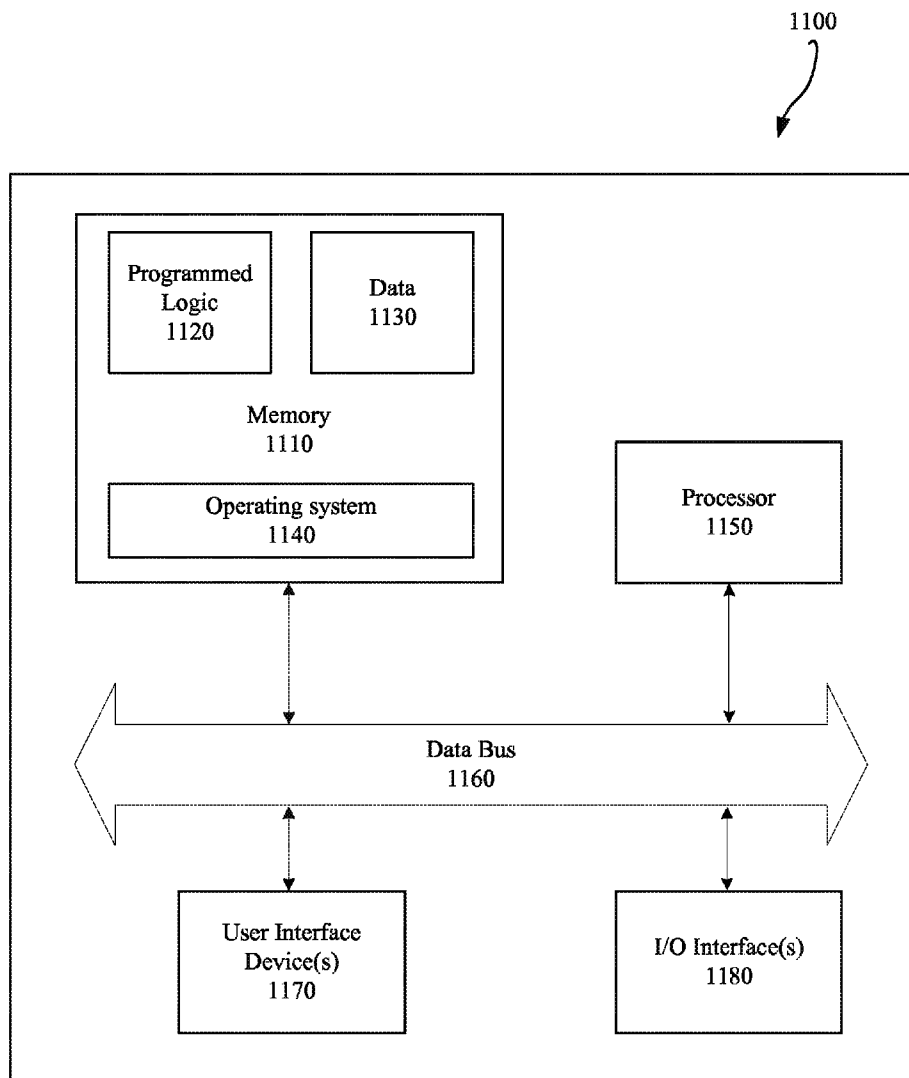 1100
Programmed
Logic
1120
Data
1130
Memory
1110
Operating system
1140
Processor
1150
Data Bus
1160
User Interface
Device(s)
1170
I/O Interface(s)
1180